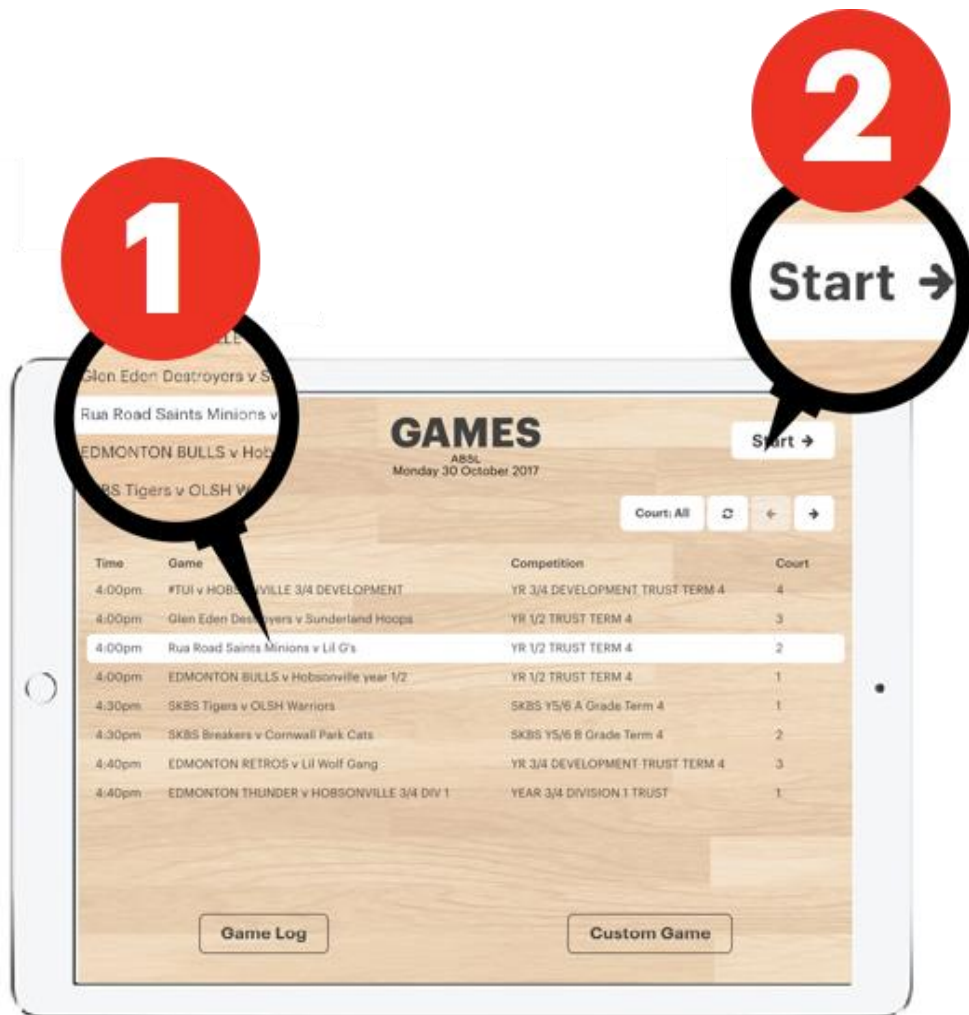 2
1
Start →
Glen Eden Destroyers v S
Rua Road Saints Minions v
EDMONTON BULLS v Hob
Tigers v OLSH W
GAMES
ABSL
Monday 30 October 2017
Start →
Court: All ← →
Time Game Competition Court
4:00pm #TUI v HOBSONVILLE 3/4 DEVELOPMENT YR 3/4 DEVELOPMENT TRUST TERM 4 4
4:00pm Glen Eden Destroyers v Sunderland Hoops YR 1/2 TRUST TERM 4 3
4:00pm Rua Road Saints Minions v Lil G's YR 1/2 TRUST TERM 4 2
4:00pm EDMONTON BULLS v Hobsonville year 1/2 YR 1/2 TRUST TERM 4 1
4:30pm SKBS Tigers v OLSH Warriors SKBS Y5/6 A Grade Term 4 1
4:30pm SKBS Breakers v Cornwall Park Cats SKBS Y5/6 B Grade Term 4 2
4:40pm EDMONTON RETROS v Lil Wolf Gang YR 3/4 DEVELOPMENT TRUST TERM 4 3
4:40pm EDMONTON THUNDER v HOBSONVILLE 3/4 DIV 1 YEAR 3/4 DIVISION 1 TRUST 1
Game Log Custom Game